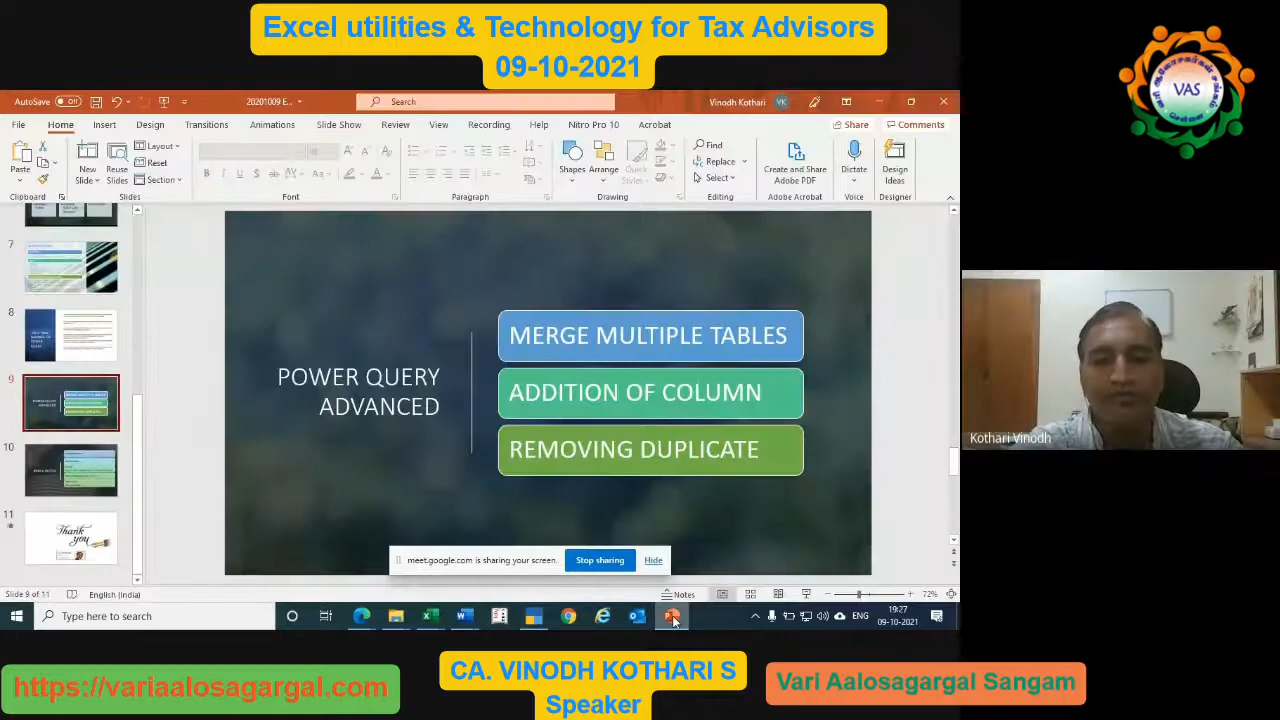 Excel utilities & Technology for Tax Advisors
09-10-2021
VAS
AutoSave Off
20201009 E...
Search
Vinodh Kothari VK
File Home Insert Design Transitions Animations Slide Show Review View Recording Help Nitro Pro 10 Acrobat Share Comments
Paste
New
Slide
Reuse
Slides
Layout
Reset
Section
Shapes
Arrange
Quick
Styles
Find
Replace
Select
Create and Share
Adobe PDF
Dictate
Design
Ideas
Clipboard Slides Font Paragraph Drawing Editing Adobe Acrobat Voice Designer
7
8
9
10
11
Thank
you
POWER QUERY
ADVANCED
MERGE MULTIPLE TABLES
ADDITION OF COLUMN
REMOVING DUPLICATE
Kothari Vinodh
meet.google.com is sharing your screen. Stop sharing Hide
Slide 9 of 11 English (India) Notes 72%
Type here to search
ENG
19:27
09-10-2021
https://variaalosagargal.com
CA. VINODH KOTHARI S
Speaker
Vari Aalosagargal Sangam